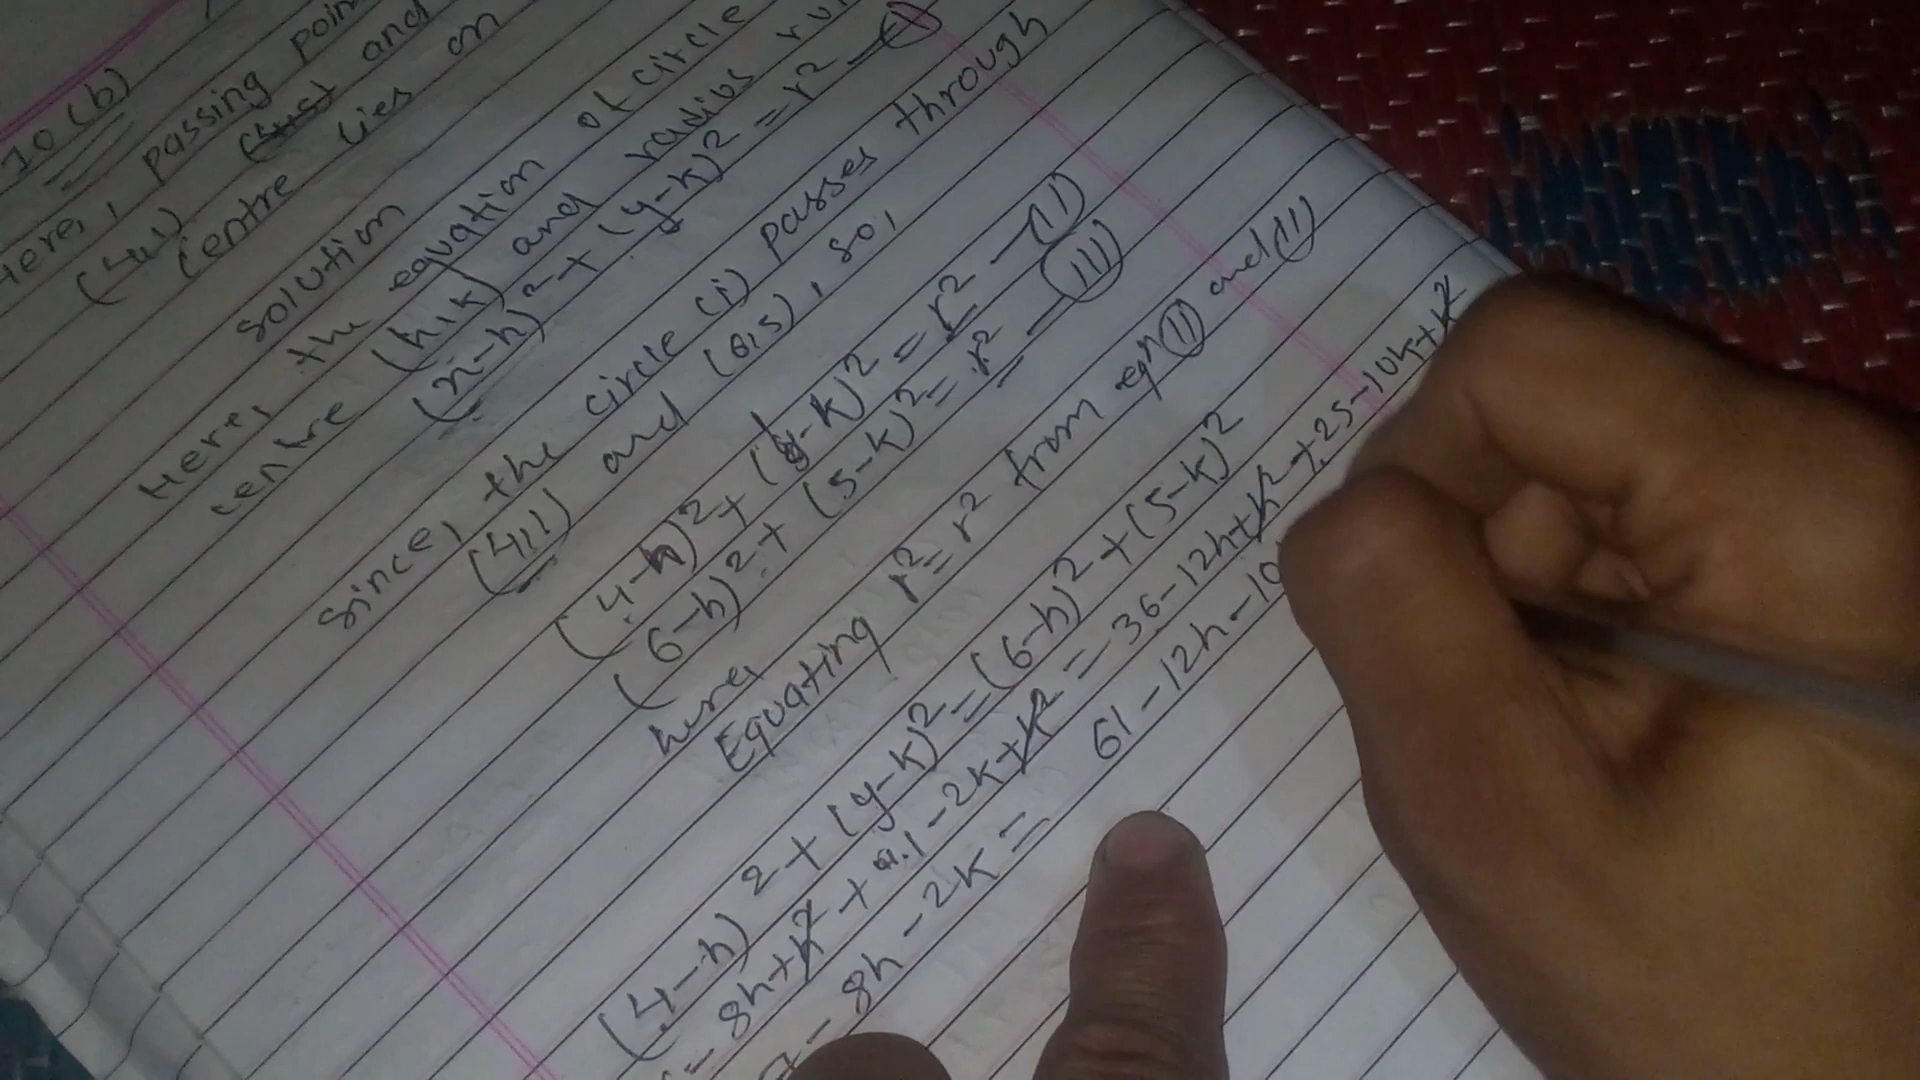 10 (b)
Here, passing poin
(4,1) and
Centre lies on
solution
Here, the equation of circle
centre (h,k) and radius r
(x-h)²+(y-k)²=r² — (i)
Since, the circle (i) passes through
(4,1) and (6,5), so,
(4-h)²+(1-k)²=r² — (ii)
(6-h)²+(5-k)²=r² — (iii)
here,
Equating r²=r² from eqⁿ (ii) and (ii)
(4-h)²+(y-k)²=(6-h)²+(5-k)²
- 8h+h²+1-2k+k²=36-12h+h²+25-10k+k²
- 8h-2k= 61-12h-10